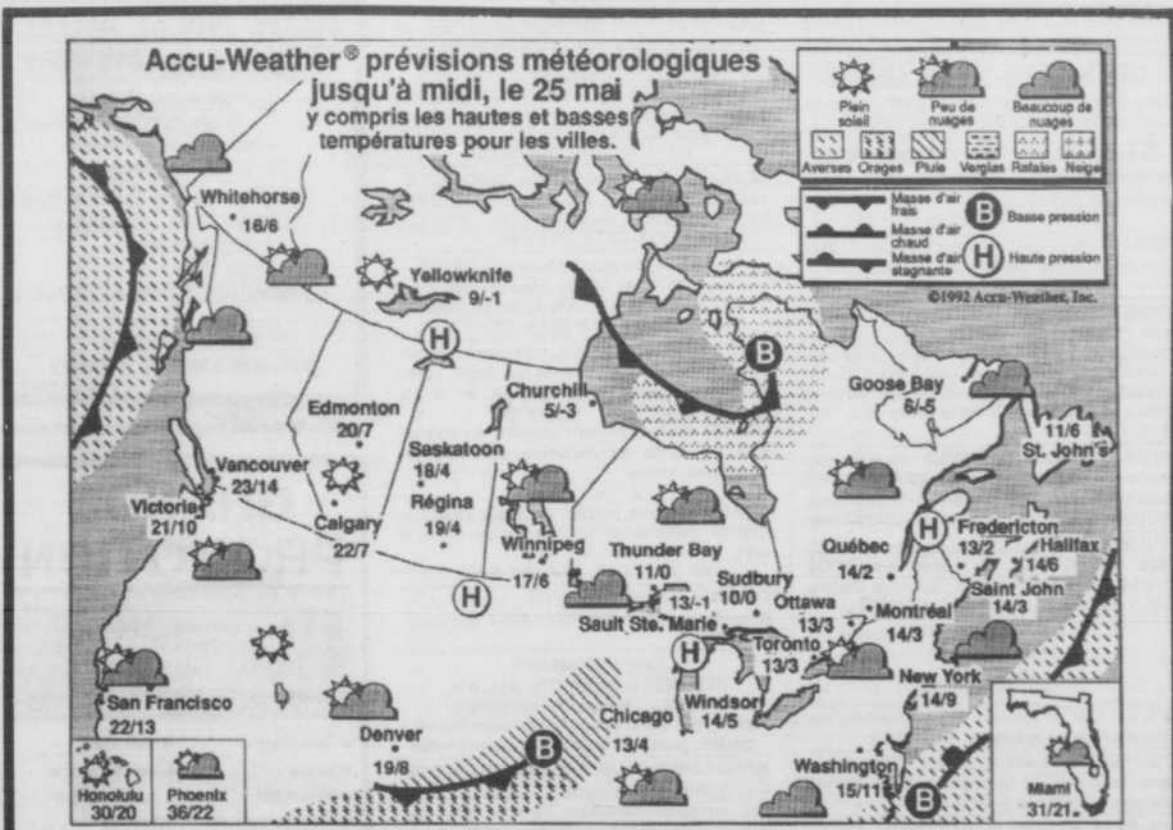 Accu-Weather® prévisions météorologiques
jusqu'à midi, le 25 mai
y compris les hautes et basses
températures pour les villes.
Plein
soleil
Peu de
nuages
Beaucoup de
nuages
Averses
Orages
Pluie
Verglas
Rafales
Neige
Masse d'air
frais
Masse d'air
chaud
Masse d'air
stagnante
B
Basse pression
H
Haute pression
©1992 Accu-Weather, Inc.
Whitehorse
16/6
Yellowknife
9/-1
H
B
Churchill
5/-3
Goose Bay
6/-5
11/6
St. John's
Edmonton
20/7
Saskatoon
18/4
Régina
19/4
Vancouver
23/14
Victoria
21/10
Calgary
22/7
Winnipeg
17/6
H
Thunder Bay
11/0
13/-1
Sault Ste. Marie
Sudbury
10/0
Ottawa
13/3
Québec
14/2
H
Fredericton
13/2
Halifax
14/6
Saint John
14/3
Montréal
14/3
Toronto
13/3
H
Windsor
14/5
New York
14/9
San Francisco
22/13
Denver
19/8
B
Chicago
13/4
Washington
15/11
B
Honolulu
30/20
Phoenix
36/22
Miami
31/21